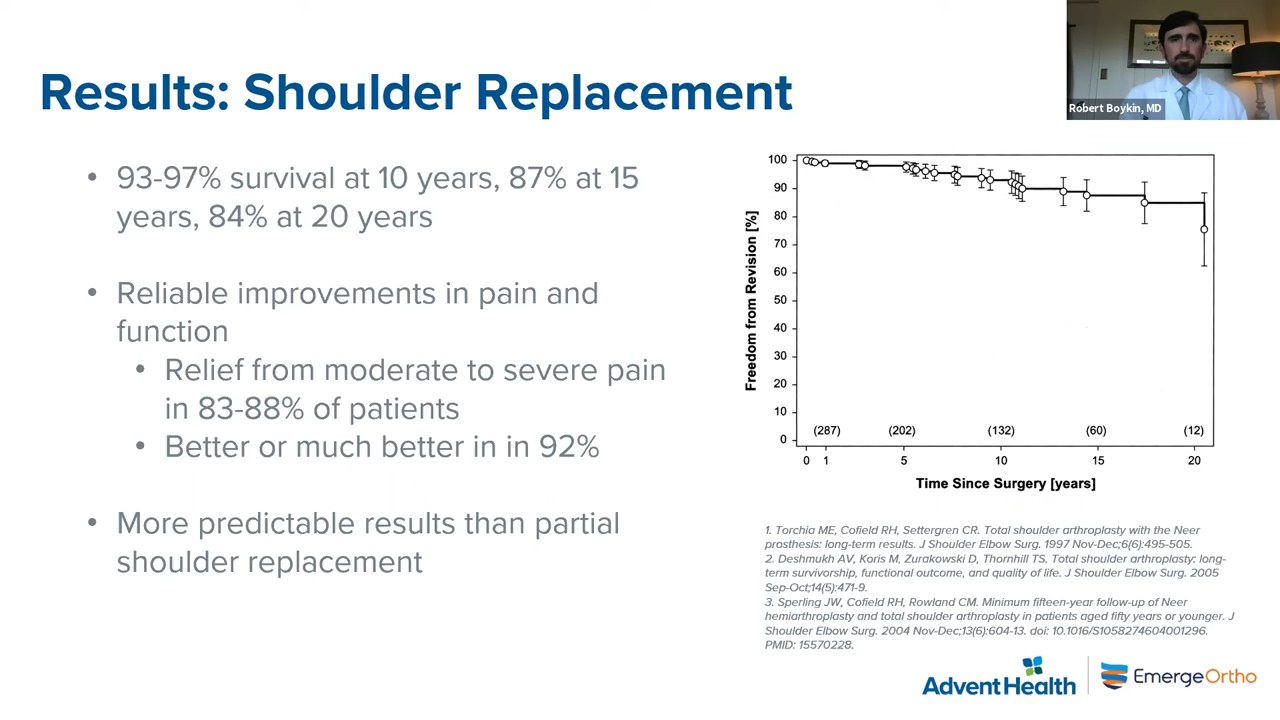 Robert Boykin, MD
Results: Shoulder Replacement
• 93-97% survival at 10 years, 87% at 15
years, 84% at 20 years
• Reliable improvements in pain and
function
• Relief from moderate to severe pain
in 83-88% of patients
• Better or much better in in 92%
• More predictable results than partial
shoulder replacement
Freedom from Revision [%]
100
90
80
70
60
50
40
30
20
10
0
(287) (202) (132) (60) (12)
0 1 5 10 15 20
Time Since Surgery [years]
1. Torchia ME, Cofield RH, Settergren CR. Total shoulder arthroplasty with the Neer
prosthesis: long-term results. J Shoulder Elbow Surg. 1997 Nov-Dec;6(6):495-505.
2. Deshmukh AV, Koris M, Zurakowski D, Thornhill TS. Total shoulder arthroplasty: long-
term survivorship, functional outcome, and quality of life. J Shoulder Elbow Surg. 2005
Sep-Oct;14(5):471-9.
3. Sperling JW, Cofield RH, Rowland CM. Minimum fifteen-year follow-up of Neer
hemiarthroplasty and total shoulder arthroplasty in patients aged fifty years or younger. J
Shoulder Elbow Surg. 2004 Nov-Dec;13(6):604-13. doi: 10.1016/S1058274604001296.
PMID: 15570228.
Advent Health EmergeOrtho